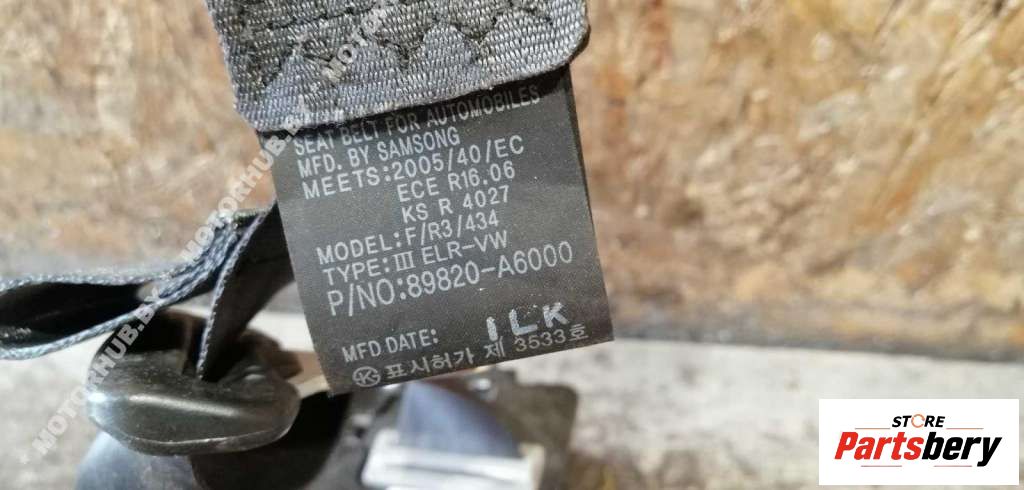 SEAT BELT FOR AUTOMOBILES
MFD. BY SAMSONG
MEETS:2005/40/EC
ECE R16.06
KS R 4027
MODEL:F/R3/434
TYPE:III ELR-VW
P/NO:89820-A6000
MFD DATE: 1LK
표시허가 제 3533호
STORE
Partsbery
MOTORHUB.BY